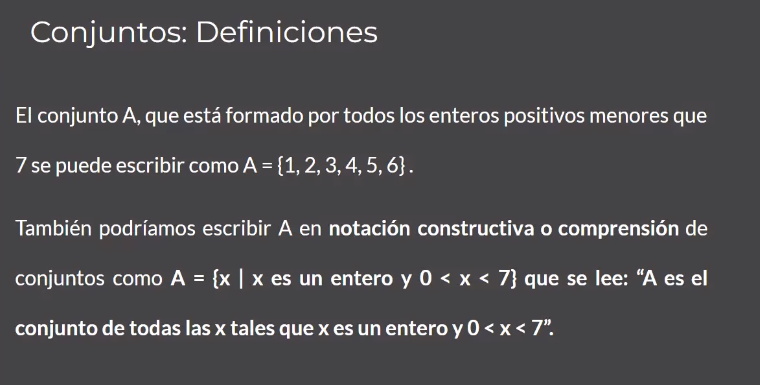 Conjuntos: Definiciones
El conjunto A, que está formado por todos los enteros positivos menores que
7 se puede escribir como A = {1, 2, 3, 4, 5, 6} .
También podríamos escribir A en notación constructiva o comprensión de
conjuntos como A = {x | x es un entero y 0 < x < 7} que se lee: “A es el
conjunto de todas las x tales que x es un entero y 0 < x < 7”.